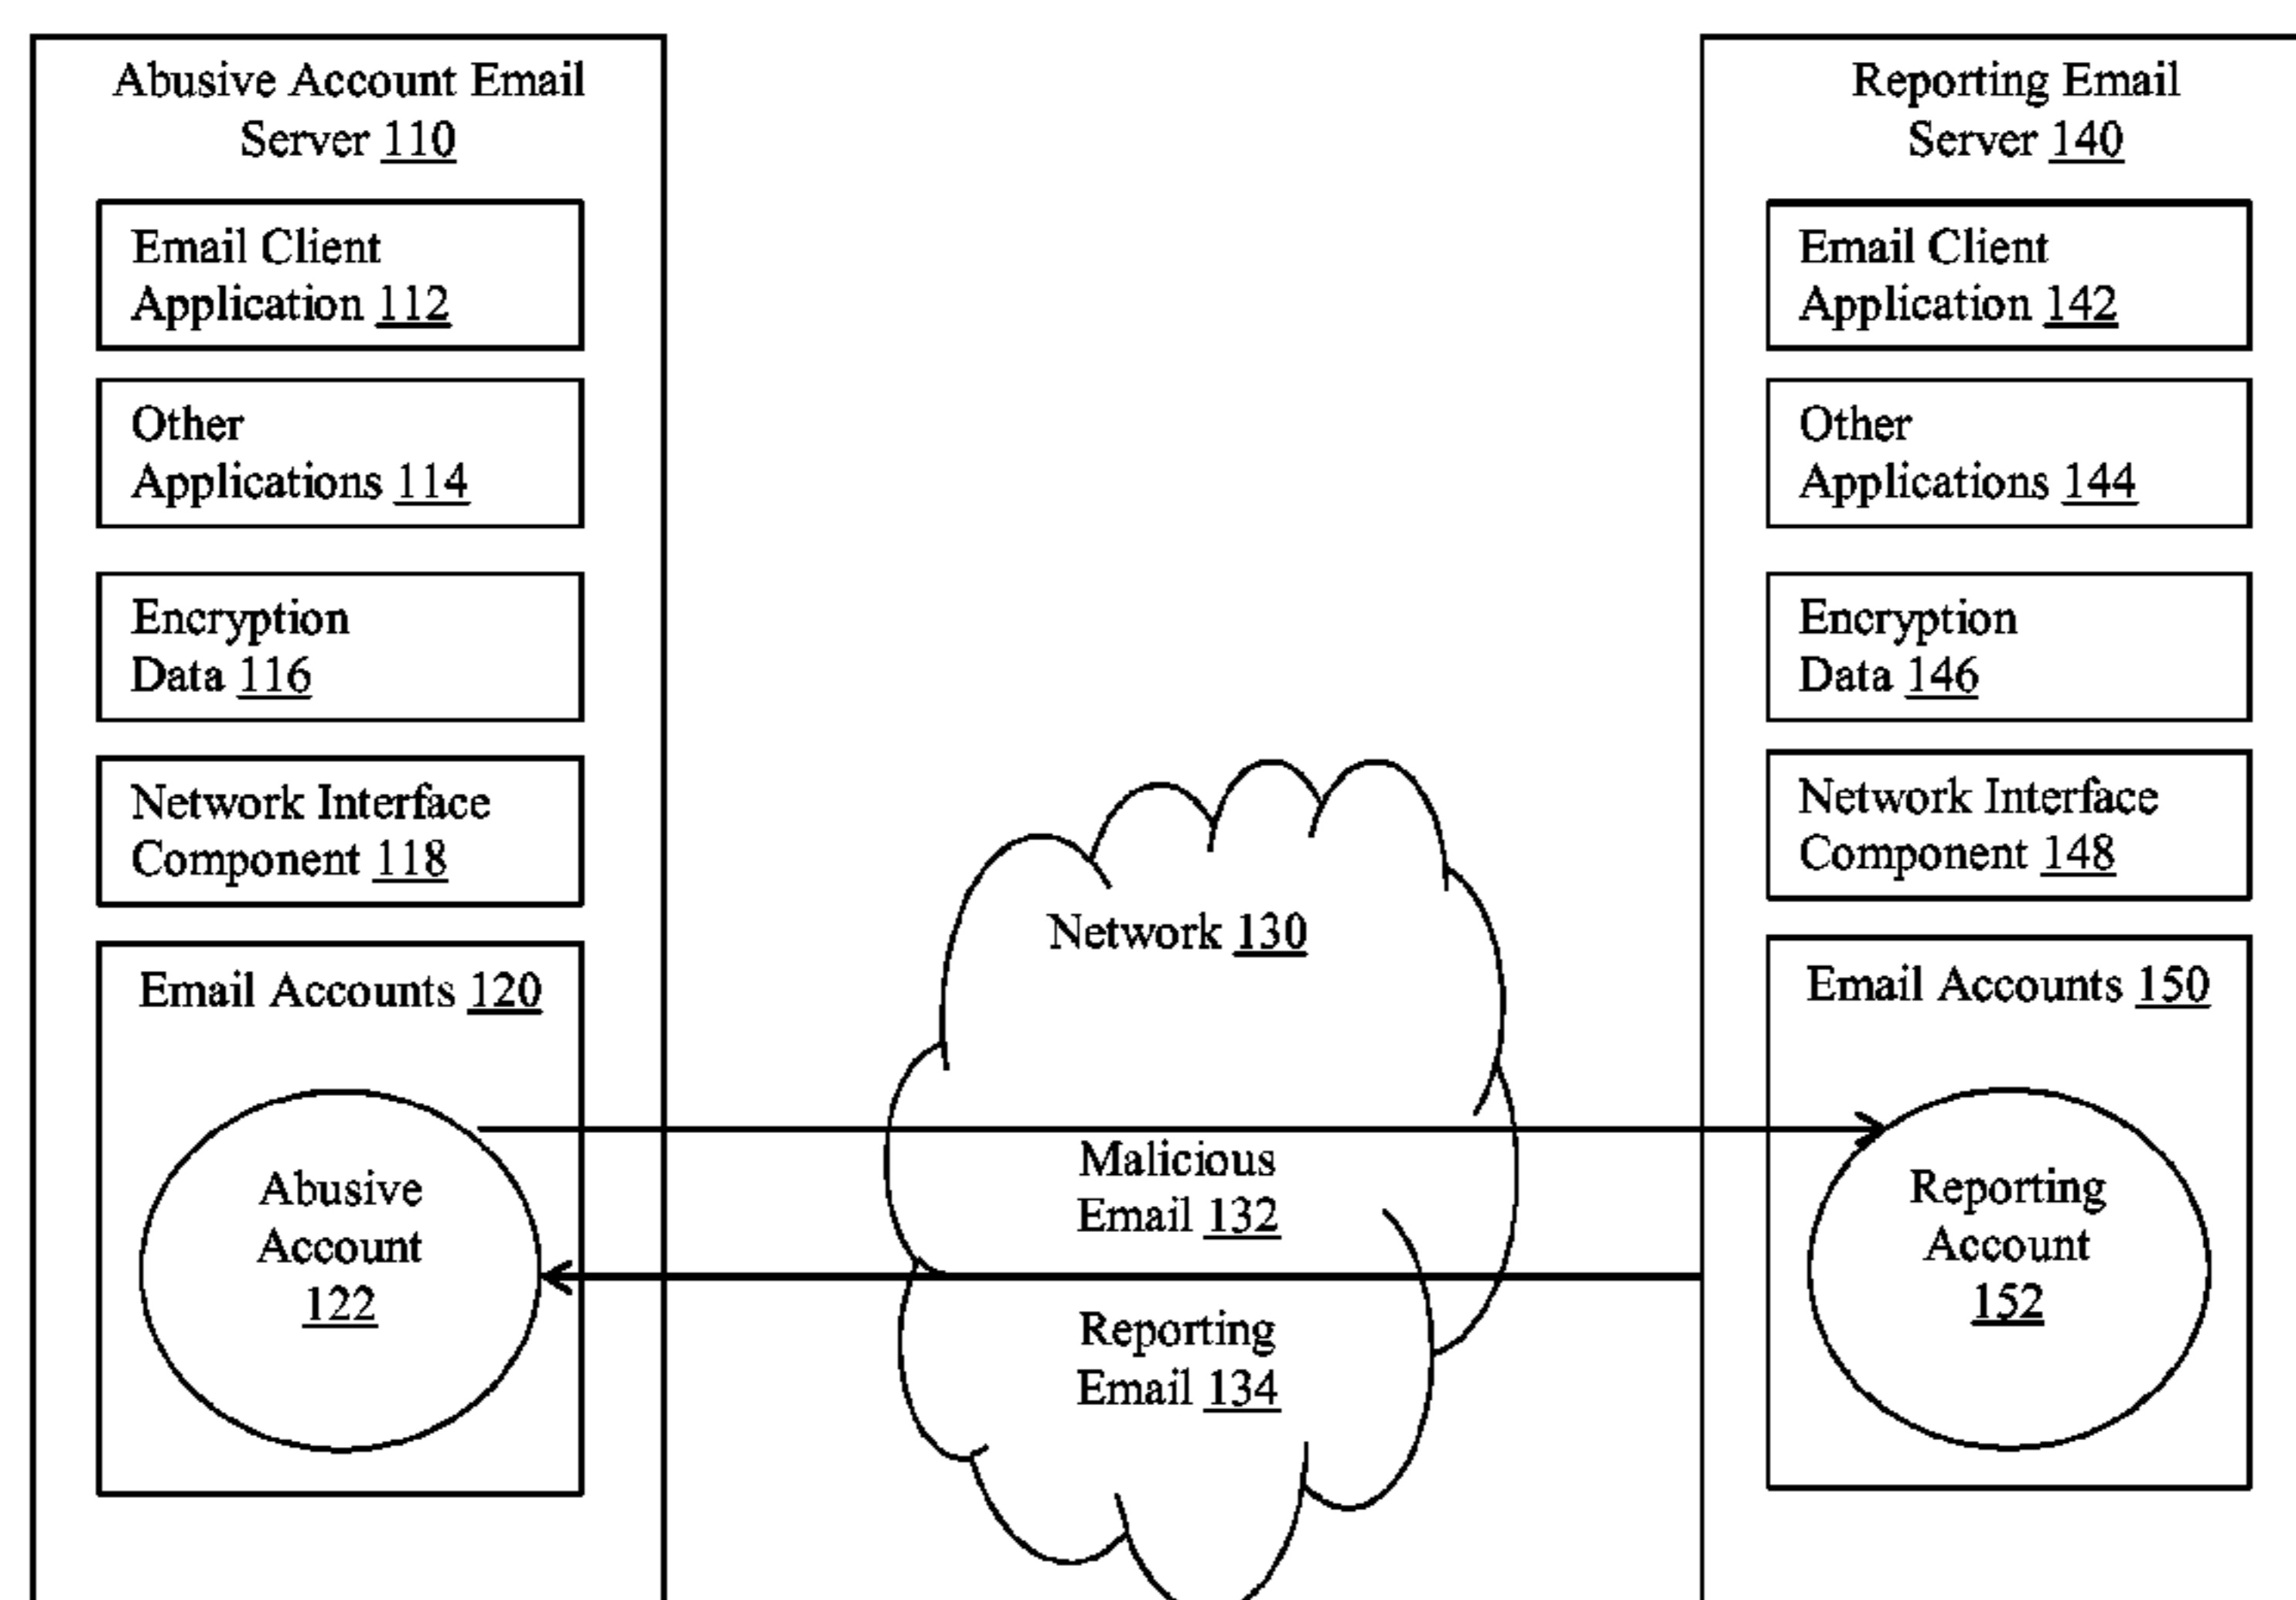 Abusive Account Email
Server 110
Email Client
Application 112
Other
Applications 114
Encryption
Data 116
Network Interface
Component 118
Email Accounts 120
Abusive
Account
122
Network 130
Malicious
Email 132
Reporting
Email 134
Reporting Email
Server 140
Email Client
Application 142
Other
Applications 144
Encryption
Data 146
Network Interface
Component 148
Email Accounts 150
Reporting
Account
152